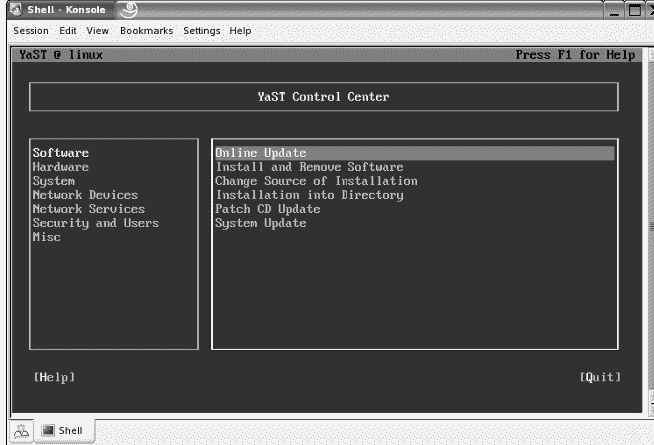 Shell - Konsole
Session Edit View Bookmarks Settings Help
YaST @ linux Press F1 for Help
YaST Control Center
Software
Hardware
System
Network Devices
Network Services
Security and Users
Misc
Online Update
Install and Remove Software
Change Source of Installation
Installation into Directory
Patch CD Update
System Update
[Help] [Quit]
Shell